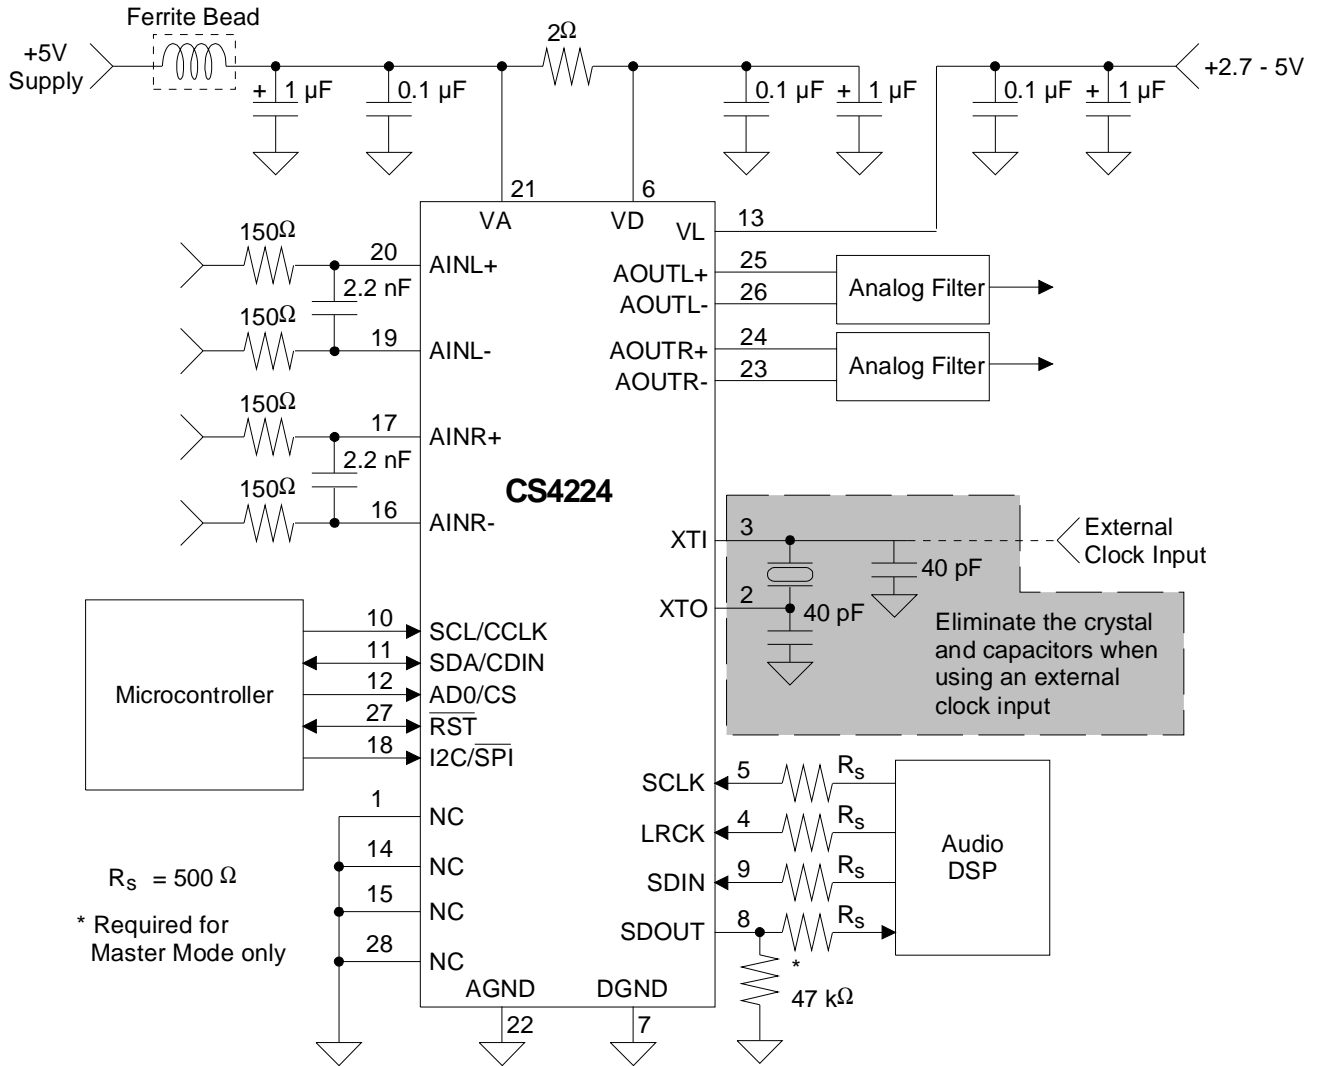 Ferrite Bead
+5V
Supply
2Ω
+ 1 µF
0.1 µF
0.1 µF
+ 1 µF
0.1 µF
+ 1 µF
+2.7 - 5V
21
6
VA
VD
VL
13
150Ω
20
AINL+
2.2 nF
150Ω
19
AINL-
150Ω
17
AINR+
2.2 nF
150Ω
16
AINR-
CS4224
AOUTL+
25
AOUTL-
26
Analog Filter
AOUTR+
24
AOUTR-
23
Analog Filter
XTI
3
External
Clock Input
40 pF
XTO
2
40 pF
Eliminate the crystal
and capacitors when
using an external
clock input
Microcontroller
10
SCL/CCLK
11
SDA/CDIN
12
AD0/CS
27
RST
18
I2C/SPI
1
NC
14
NC
15
NC
28
NC
SCLK
5
Rs
LRCK
4
Rs
SDIN
9
Rs
SDOUT
8
Rs
Audio
DSP
*
47 kΩ
Rs = 500 Ω
* Required for
Master Mode only
AGND
DGND
22
7